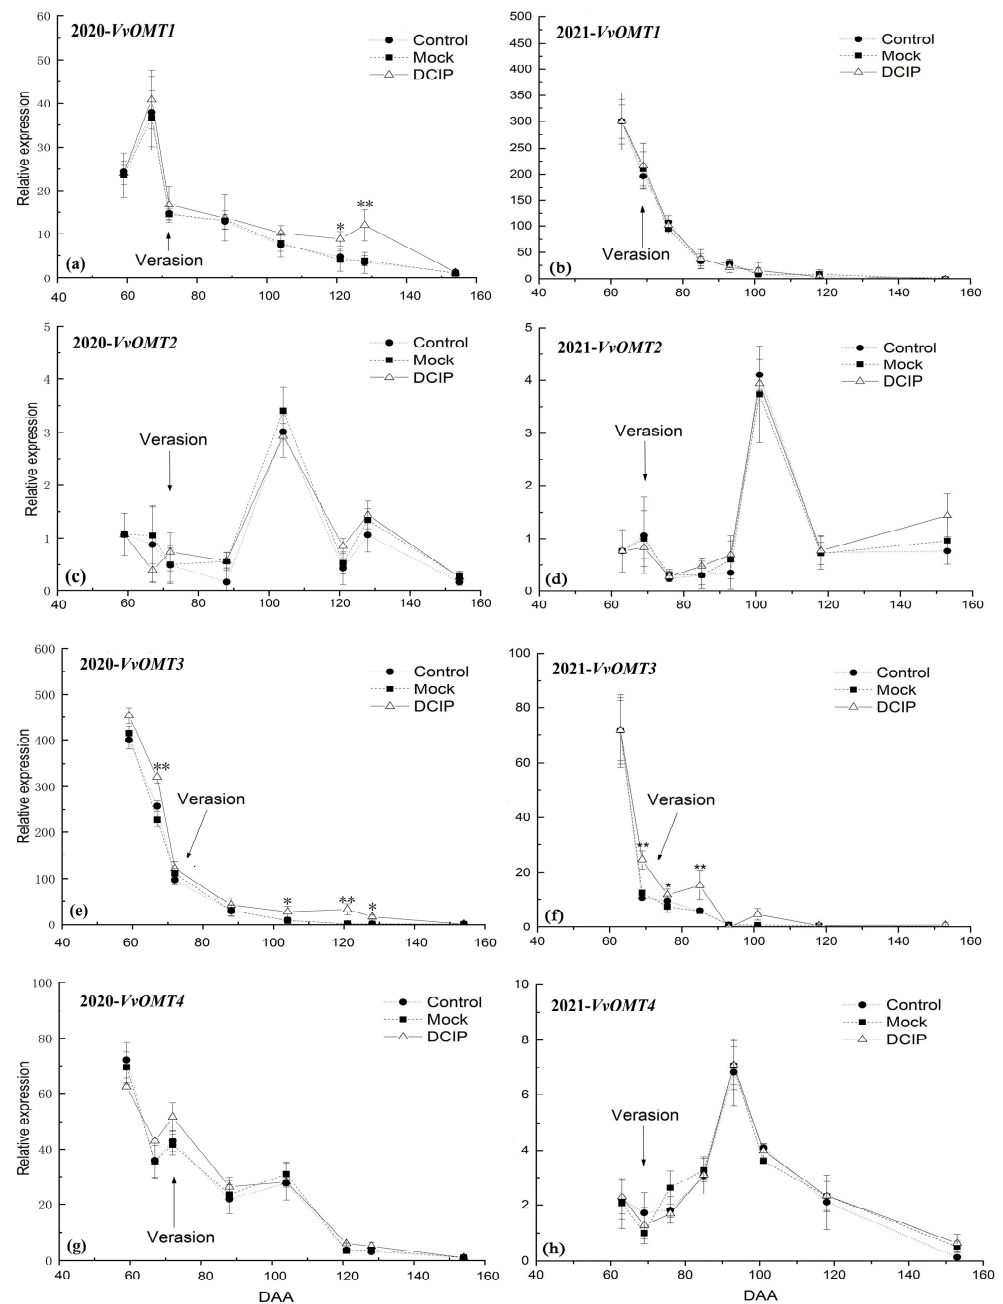 2020-VvOMT1
Control
Mock
DCIP
Relative expression
60
50
40
30
20
10
0
*
**
Verasion
(a)
40 60 80 100 120 140 160
2021-VvOMT1
Control
Mock
DCIP
500
450
400
350
300
250
200
150
100
50
0
Verasion
(b)
40 60 80 100 120 140 160
2020-VvOMT2
Control
Mock
DCIP
Relative expression
5
4
3
2
1
0
Verasion
(c)
40 60 80 100 120 140 160
2021-VvOMT2
Control
Mock
DCIP
5
4
3
2
1
0
Verasion
(d)
40 60 80 100 120 140 160
2020-VvOMT3
Control
Mock
DCIP
Relative expression
600
500
400
300
200
100
0
**
Verasion
*
**
*
(e)
40 60 80 100 120 140 160
2021-VvOMT3
Control
Mock
DCIP
100
80
60
40
20
0
Verasion
**
*
**
(f)
40 60 80 100 120 140 160
2020-VvOMT4
Control
Mock
DCIP
Relative expression
100
80
60
40
20
0
Verasion
(g)
40 60 80 100 120 140 160
DAA
2021-VvOMT4
Control
Mock
DCIP
10
8
6
4
2
0
Verasion
(h)
40 60 80 100 120 140 160
DAA